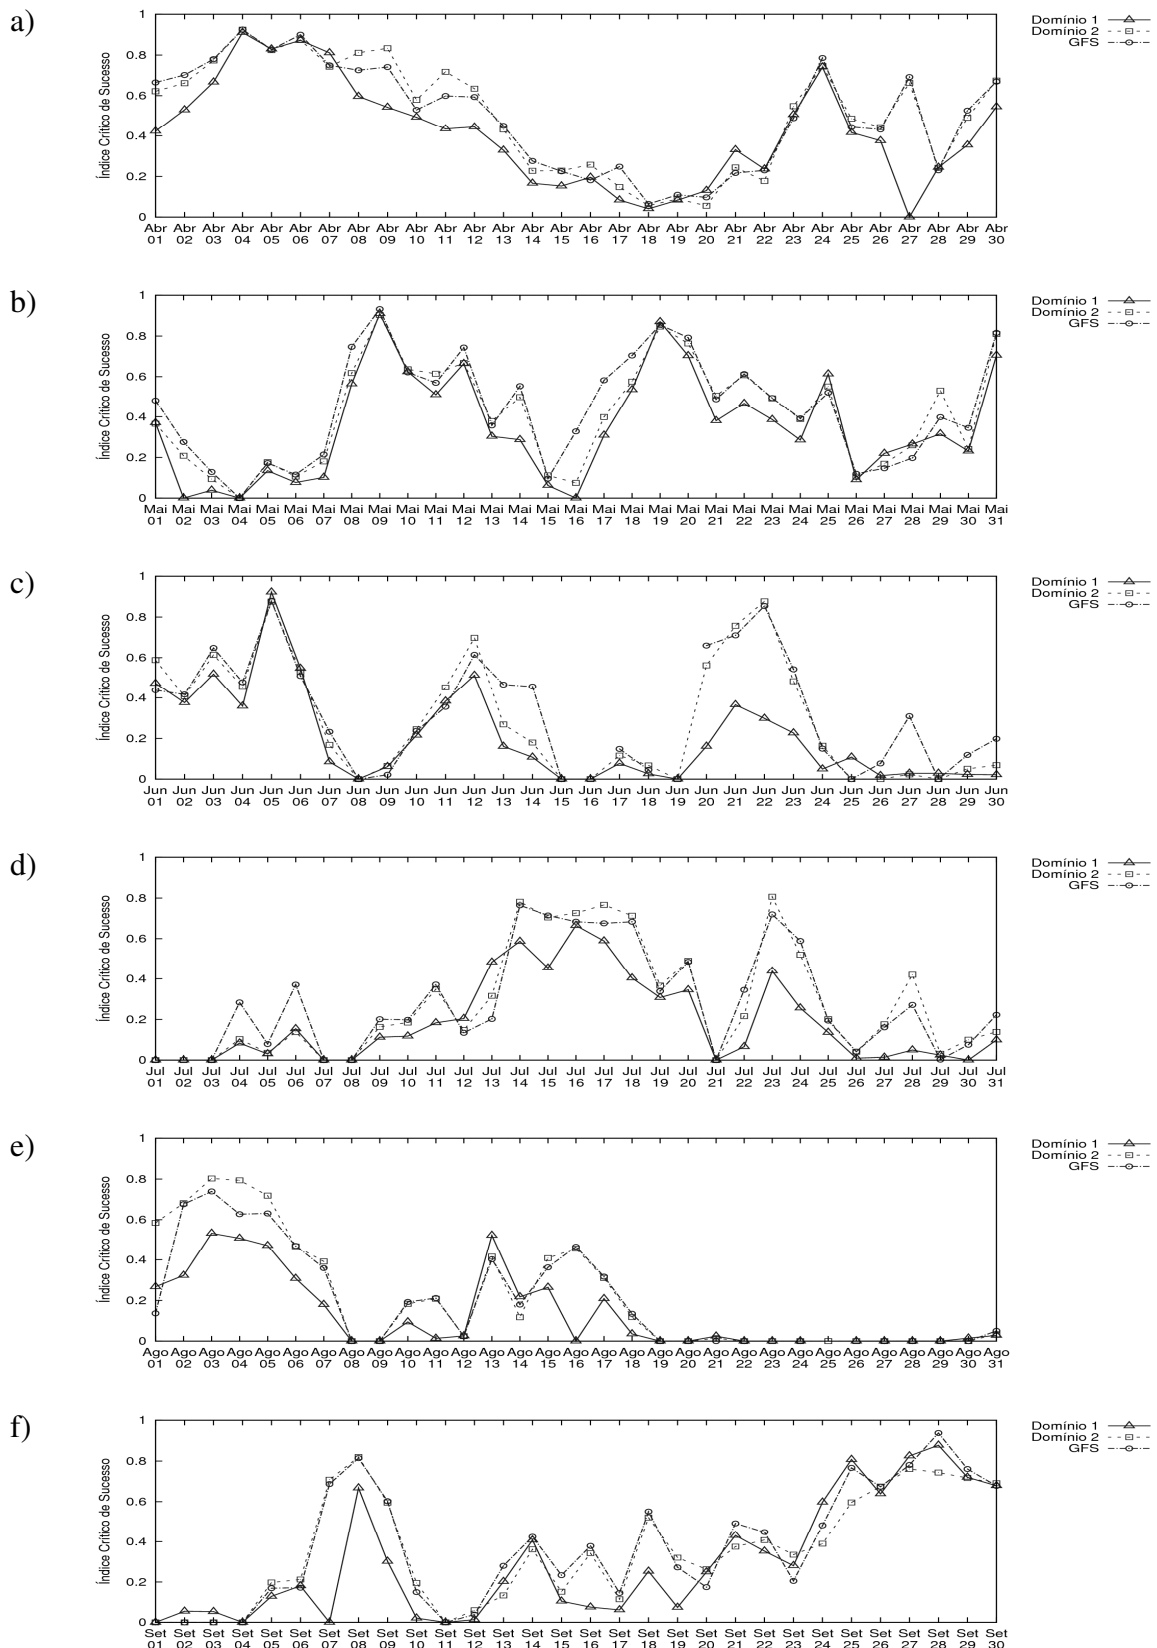 a)
Índice Crítico de Sucesso
1
0.8
0.6
0.4
0.2
0
Abr Abr Abr Abr Abr Abr Abr Abr Abr Abr Abr Abr Abr Abr Abr Abr Abr Abr Abr Abr Abr Abr Abr Abr Abr Abr Abr Abr Abr Abr
01 02 03 04 05 06 07 08 09 10 11 12 13 14 15 16 17 18 19 20 21 22 23 24 25 26 27 28 29 30
Domínio 1
Domínio 2
GFS
b)
Índice Crítico de Sucesso
1
0.8
0.6
0.4
0.2
0
Mai Mai Mai Mai Mai Mai Mai Mai Mai Mai Mai Mai Mai Mai Mai Mai Mai Mai Mai Mai Mai Mai Mai Mai Mai Mai Mai Mai Mai Mai
01 02 03 04 05 06 07 08 09 10 11 12 13 14 15 16 17 18 19 20 21 22 23 24 25 26 27 28 29 30 31
Domínio 1
Domínio 2
GFS
c)
Índice Crítico de Sucesso
1
0.8
0.6
0.4
0.2
0
Jun Jun Jun Jun Jun Jun Jun Jun Jun Jun Jun Jun Jun Jun Jun Jun Jun Jun Jun Jun Jun Jun Jun Jun Jun Jun Jun Jun Jun Jun
01 02 03 04 05 06 07 08 09 10 11 12 13 14 15 16 17 18 19 20 21 22 23 24 25 26 27 28 29 30
Domínio 1
Domínio 2
GFS
d)
Índice Crítico de Sucesso
1
0.8
0.6
0.4
0.2
0
Jul Jul Jul Jul Jul Jul Jul Jul Jul Jul Jul Jul Jul Jul Jul Jul Jul Jul Jul Jul Jul Jul Jul Jul Jul Jul Jul Jul Jul Jul
01 02 03 04 05 06 07 08 09 10 11 12 13 14 15 16 17 18 19 20 21 22 23 24 25 26 27 28 29 30 31
Domínio 1
Domínio 2
GFS
e)
Índice Crítico de Sucesso
1
0.8
0.6
0.4
0.2
0
Ago Ago Ago Ago Ago Ago Ago Ago Ago Ago Ago Ago Ago Ago Ago Ago Ago Ago Ago Ago Ago Ago Ago Ago Ago Ago Ago Ago Ago Ago
01 02 03 04 05 06 07 08 09 10 11 12 13 14 15 16 17 18 19 20 21 22 23 24 25 26 27 28 29 30 31
Domínio 1
Domínio 2
GFS
f)
Índice Crítico de Sucesso
1
0.8
0.6
0.4
0.2
0
Set Set Set Set Set Set Set Set Set Set Set Set Set Set Set Set Set Set Set Set Set Set Set Set Set Set Set Set Set Set
01 02 03 04 05 06 07 08 09 10 11 12 13 14 15 16 17 18 19 20 21 22 23 24 25 26 27 28 29 30
Domínio 1
Domínio 2
GFS